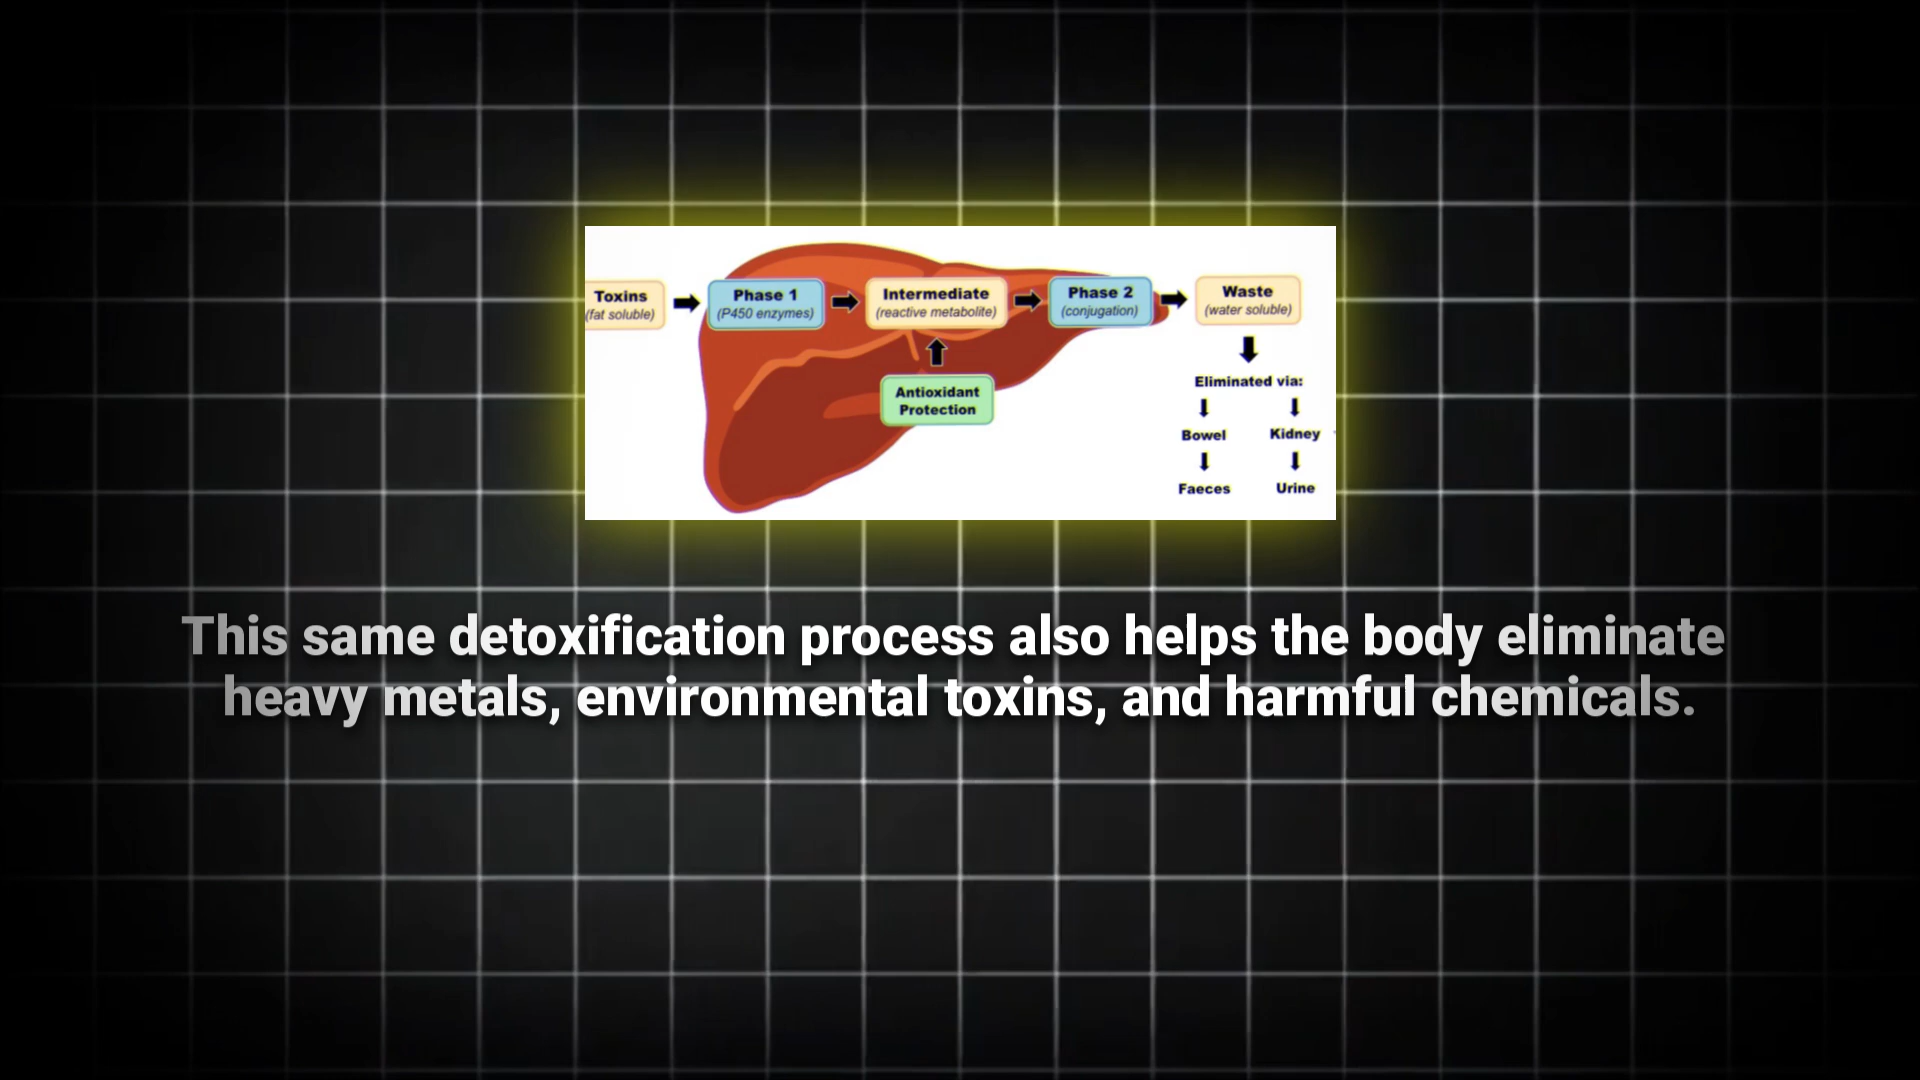 Toxins
(fat soluble)
Phase 1
(P450 enzymes)
Intermediate
(reactive metabolite)
Phase 2
(conjugation)
Waste
(water soluble)
Antioxidant
Protection
Eliminated via:
Bowel
Kidney
Faeces
Urine
This same detoxification process also helps the body eliminate
heavy metals, environmental toxins, and harmful chemicals.